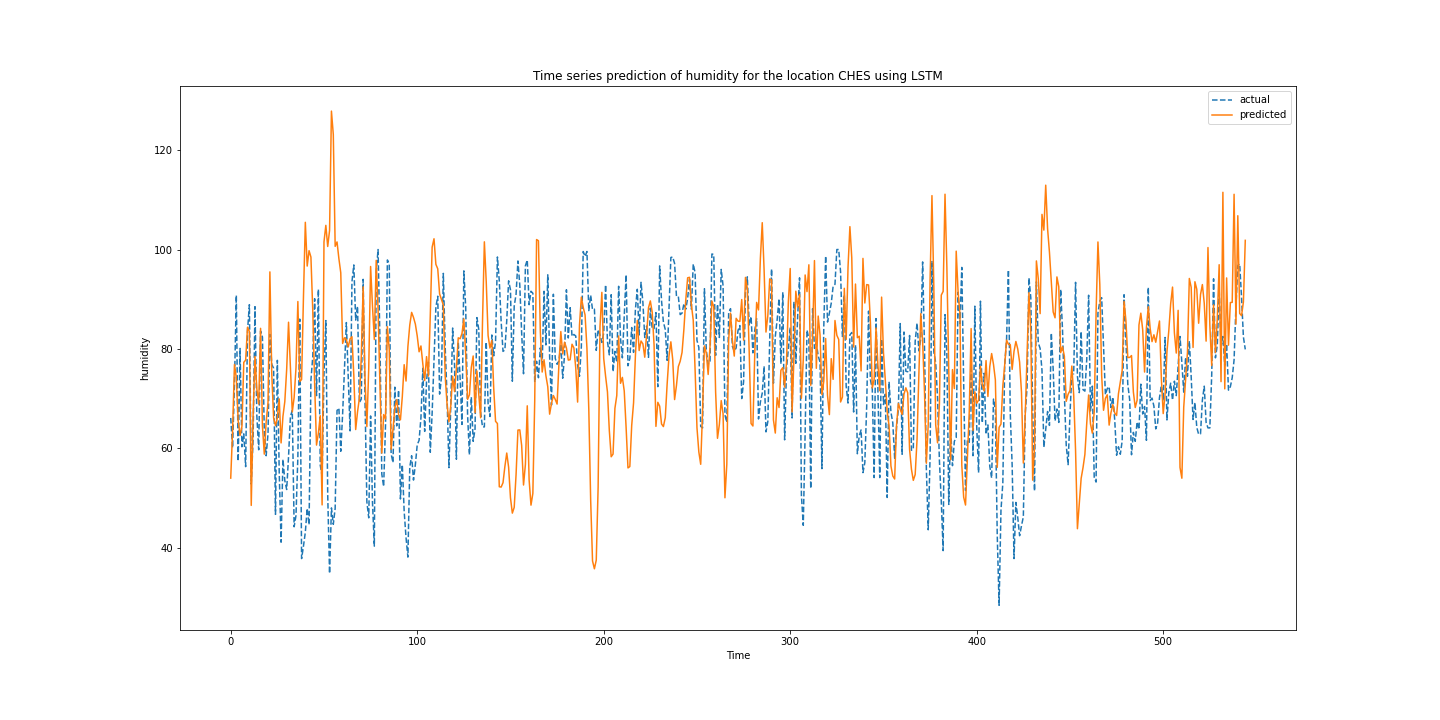 Time series prediction of humidity for the location CHES using LSTM
actual
predicted
120
100
80
60
40
humidity
0 100 200 300 400 500
Time